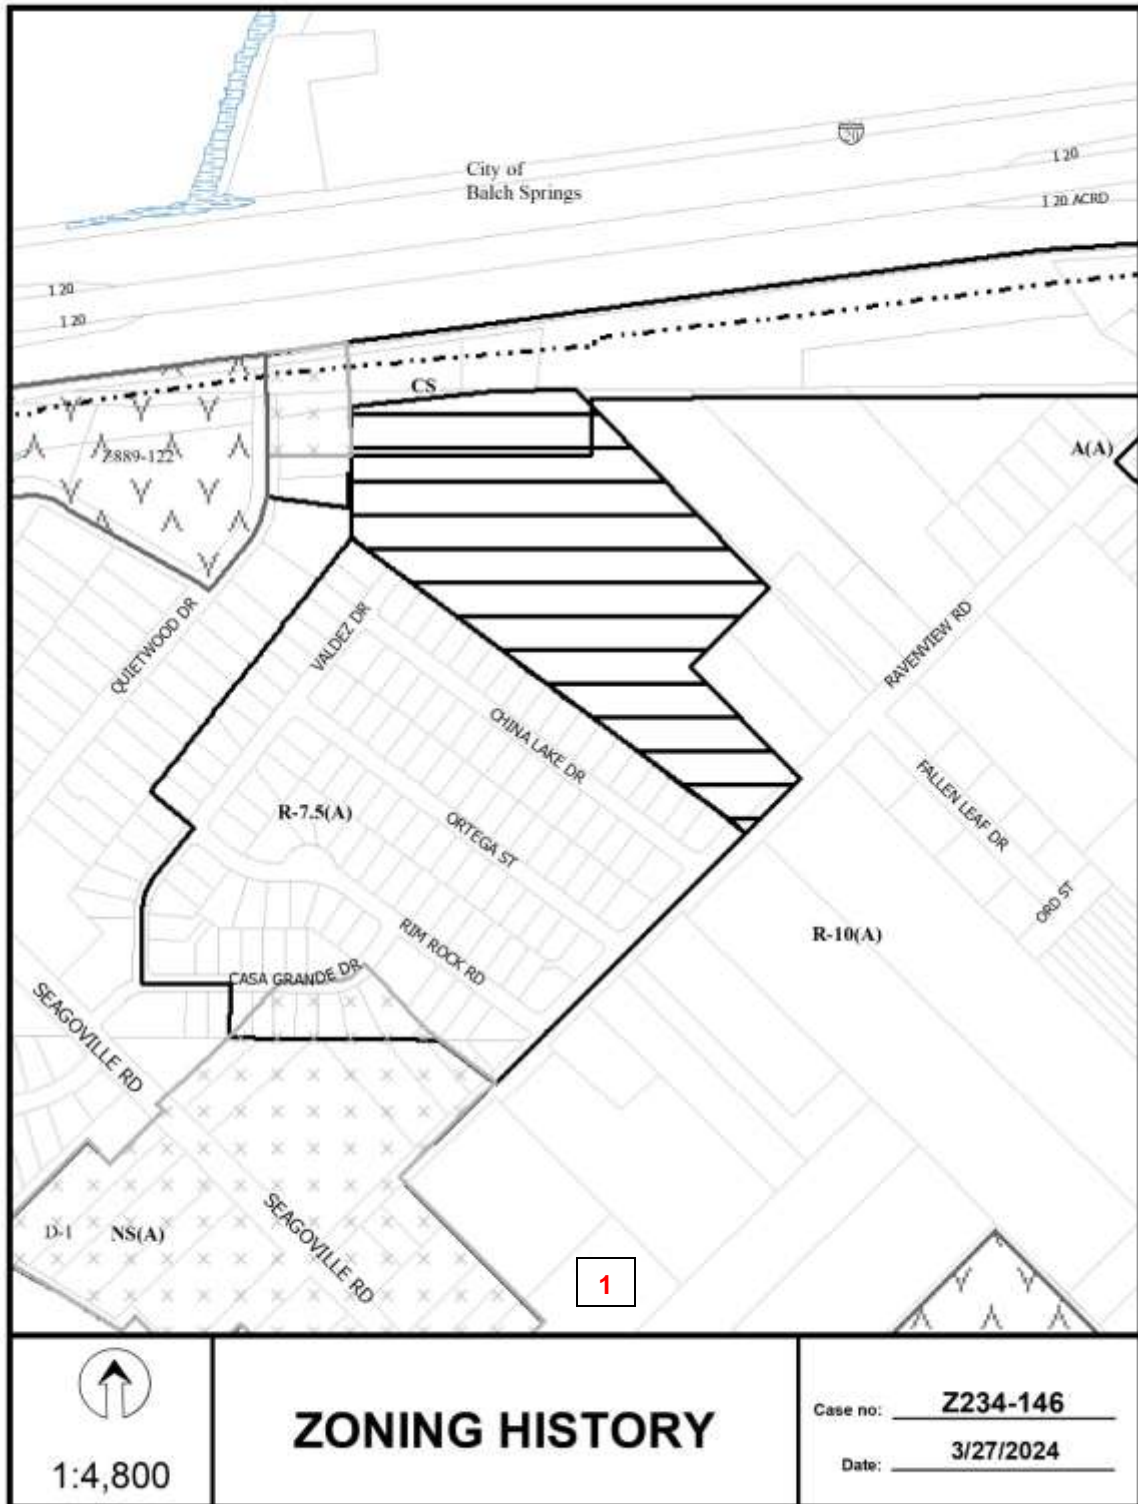 20
City of
Balch Springs
I 20
I 20 ACRD
I 20
I 20
CS
Z889-122
A(A)
QUIETWOOD DR
VALDEZ DR
RAVENVIEW RD
CHINA LAKE DR
FALLEN LEAF DR
R-7.5(A)
ORTEGA ST
ORD ST
R-10(A)
RIM ROCK RD
CASA GRANDE DR
SEAGOVILLE RD
D-1
NS(A)
SEAGOVILLE RD
1
1:4,800
ZONING HISTORY
Case no: Z234-146
Date: 3/27/2024